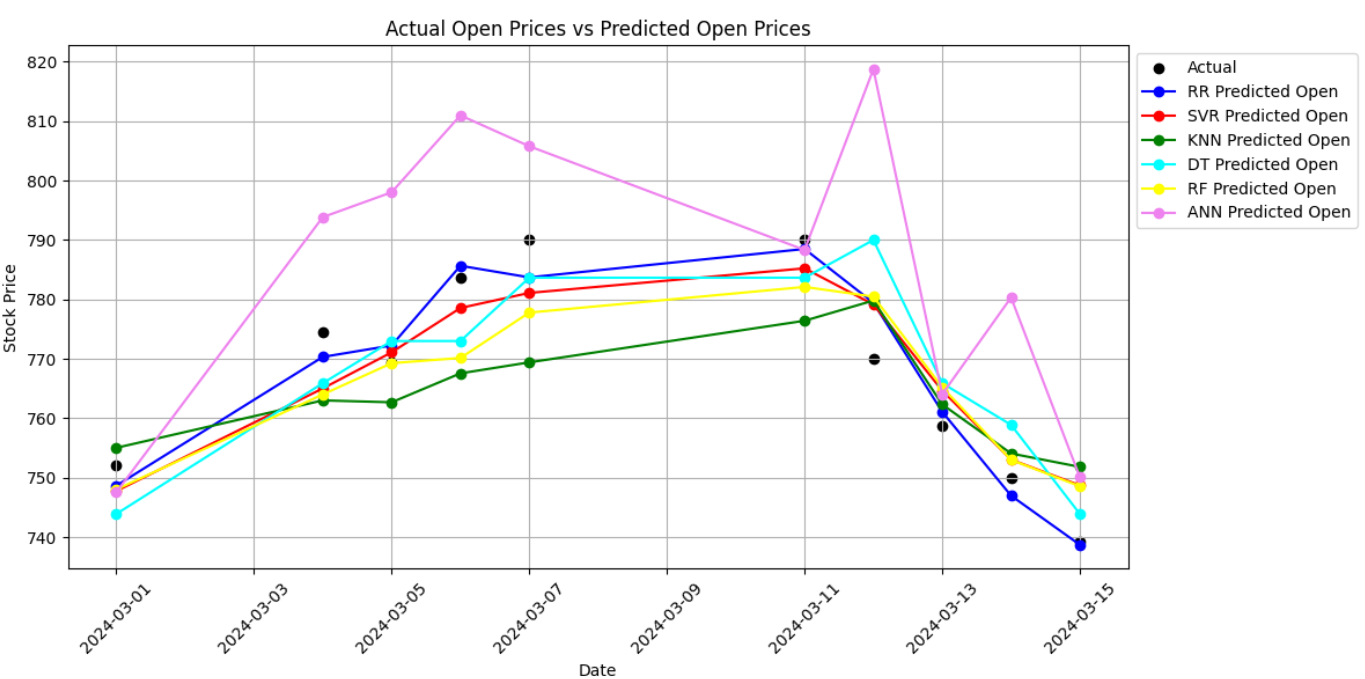 Actual Open Prices vs Predicted Open Prices
820
810
800
790
780
770
760
750
740
Stock Price
2024-03-01
2024-03-03
2024-03-05
2024-03-07
2024-03-09
2024-03-11
2024-03-13
2024-03-15
Date
Actual
RR Predicted Open
SVR Predicted Open
KNN Predicted Open
DT Predicted Open
RF Predicted Open
ANN Predicted Open